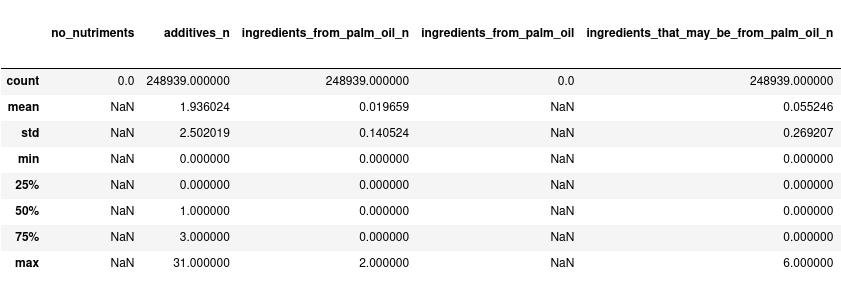 no_nutriments additives_n ingredients_from_palm_oil_n ingredients_from_palm_oil ingredients_that_may_be_from_palm_oil_n
count 0.0 248939.000000 248939.000000 0.0 248939.000000
mean NaN 1.936024 0.019659 NaN 0.055246
std NaN 2.502019 0.140524 NaN 0.269207
min NaN 0.000000 0.000000 NaN 0.000000
25% NaN 0.000000 0.000000 NaN 0.000000
50% NaN 1.000000 0.000000 NaN 0.000000
75% NaN 3.000000 0.000000 NaN 0.000000
max NaN 31.000000 2.000000 NaN 6.000000